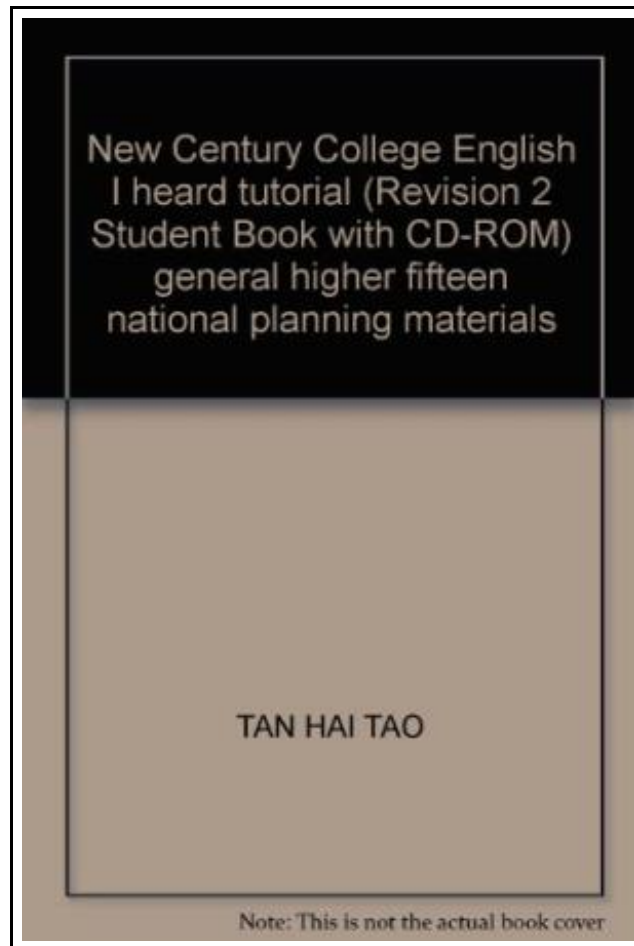 New Century College English
I heard tutorial (Revision 2
Student Book with CD-ROM)
general higher fifteen
national planning materials
TAN HAI TAO
Note: This is not the actual book cover